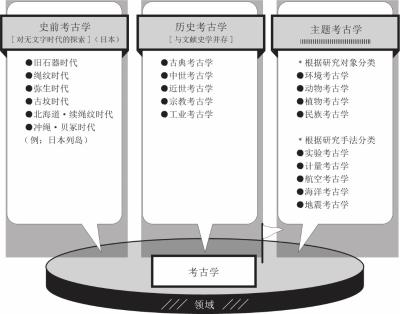 史前考古学
[ 对无文字时代的探索 ]（日本）
●旧石器时代
●绳纹时代
●弥生时代
●古坟时代
●北海道·续绳纹时代
●冲绳·贝冢时代
（例：日本列岛）
历史考古学
[ 与文献史学并存 ]
●古典考古学
●中世考古学
●近世考古学
●宗教考古学
●工业考古学
主题考古学
*根据研究对象分类
●环境考古学
●动物考古学
●植物考古学
●民族考古学
*根据研究手法分类
●实验考古学
●计量考古学
●航空考古学
●海洋考古学
●地震考古学
考古学
//// 领域 ////